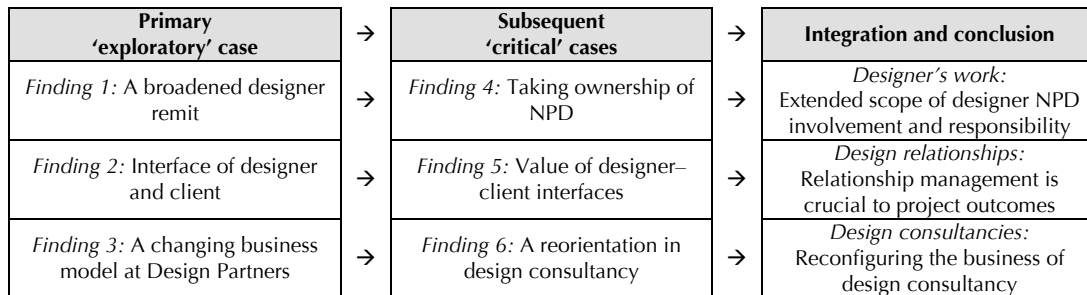 Primary
‘exploratory’ case
→
Subsequent
‘critical’ cases
→
Integration and conclusion
Finding 1: A broadened designer
remit
→
Finding 4: Taking ownership of
NPD
→
Designer’s work:
Extended scope of designer NPD
involvement and responsibility
Finding 2: Interface of designer
and client
→
Finding 5: Value of designer–
client interfaces
→
Design relationships:
Relationship management is
crucial to project outcomes
Finding 3: A changing business
model at Design Partners
→
Finding 6: A reorientation in
design consultancy
→
Design consultancies:
Reconfiguring the business of
design consultancy